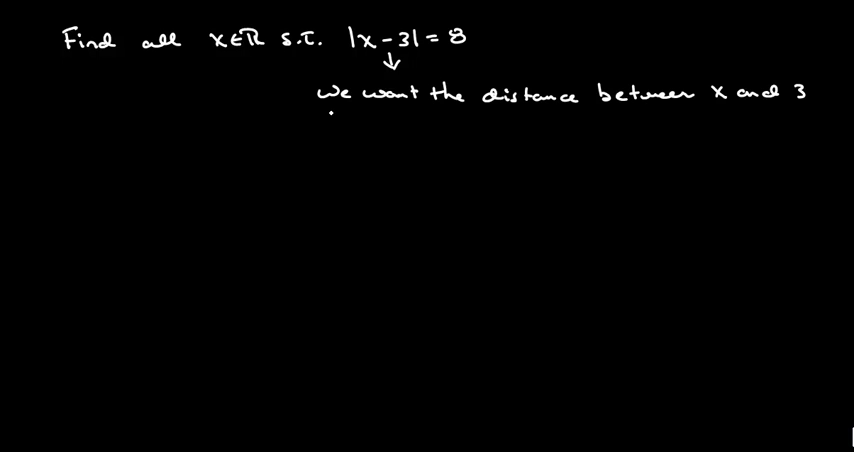 Find all x∈ℝ s.t. |x-3| = 8
↓
we want the distance between x and 3